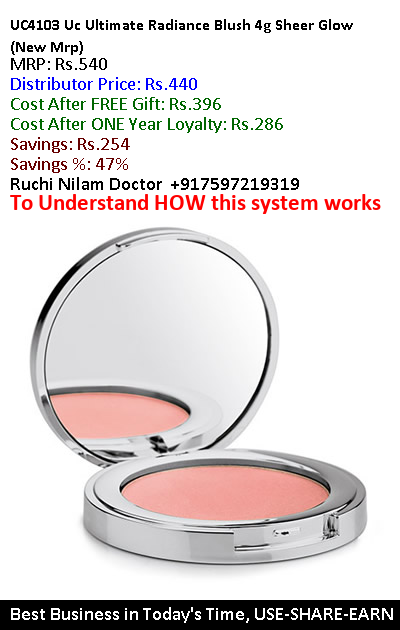 UC4103 Uc Ultimate Radiance Blush 4g Sheer Glow
(New Mrp)
MRP: Rs.540
Distributor Price: Rs.440
Cost After FREE Gift: Rs.396
Cost After ONE Year Loyalty: Rs.286
Savings: Rs.254
Savings %: 47%
Ruchi Nilam Doctor +917597219319
To Understand HOW this system works
Best Business in Today's Time, USE-SHARE-EARN